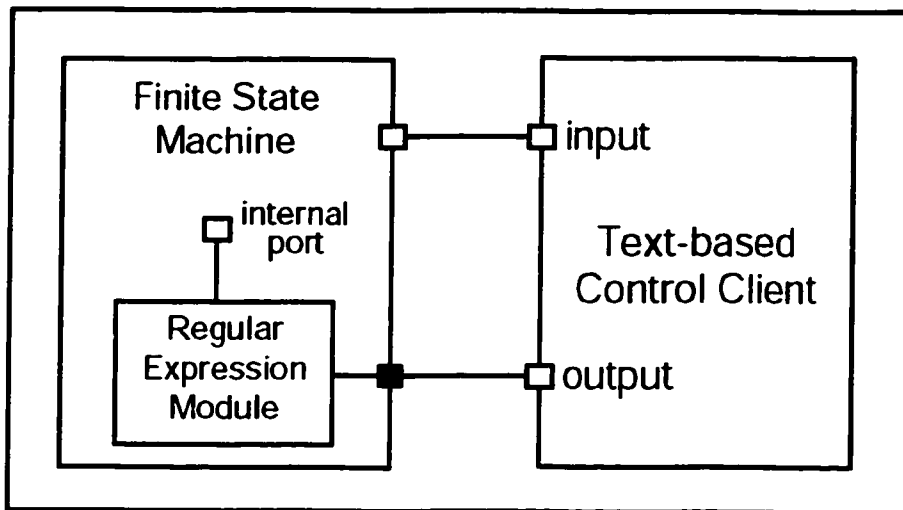 Finite State
Machine
internal
port
Regular
Expression
Module
input
Text-based
Control Client
output